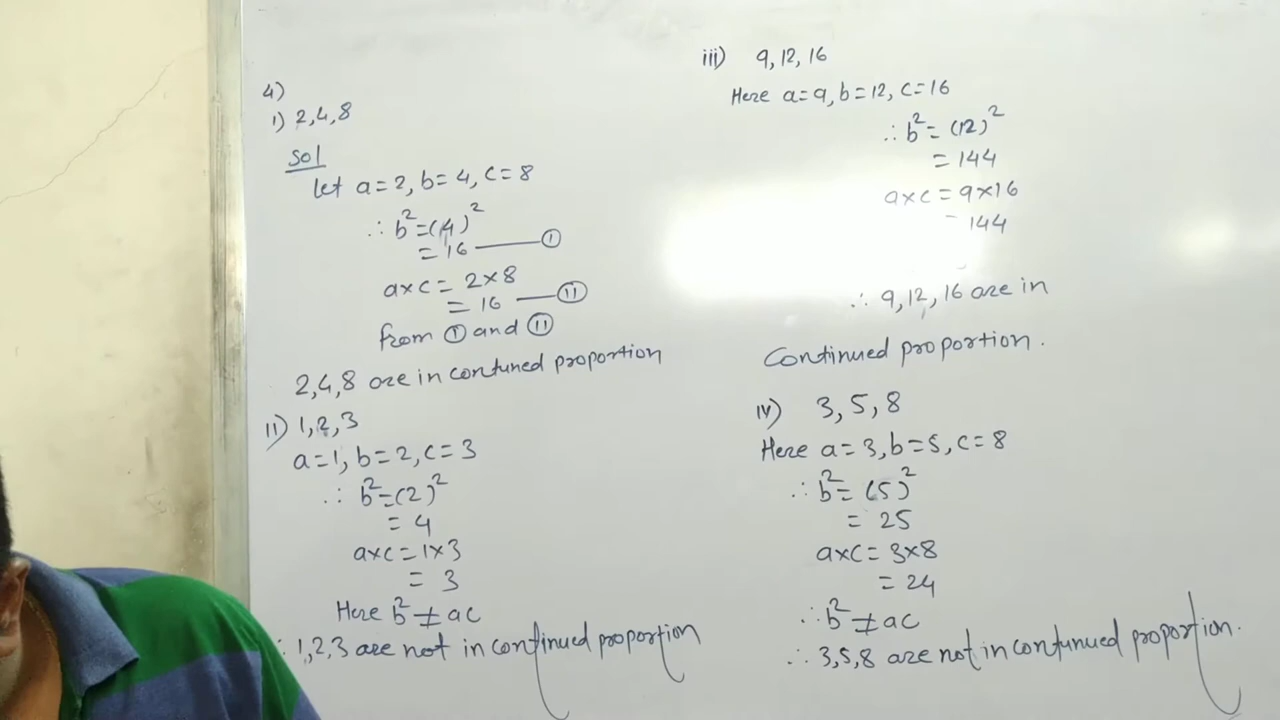 4)
i) 2,4,8
Sol
let a=2, b=4, c=8
∴ b²=(4)²
=16 —— (I)
a×c = 2×8
= 16 —— (II)
from (I) and (II)
2,4,8 are in contuned proportion
II) 1,2,3
a=1, b=2, c=3
∴ b²=(2)²
= 4
a×c = 1×3
= 3
Here b² ≠ ac
∴ 1,2,3 are not in continued proportion
iii) 9, 12, 16
Here a=9, b=12, c=16
∴ b² = (12)²
= 144
a×c = 9×16
= 144
∴ 9, 12, 16 are in
Continued proportion.
IV) 3, 5, 8
Here a= 3, b=5, c=8
∴ b² = (5)²
= 25
a×c = 3×8
= 24
∴ b² ≠ ac
∴ 3,5,8 are not in contunued proportion.